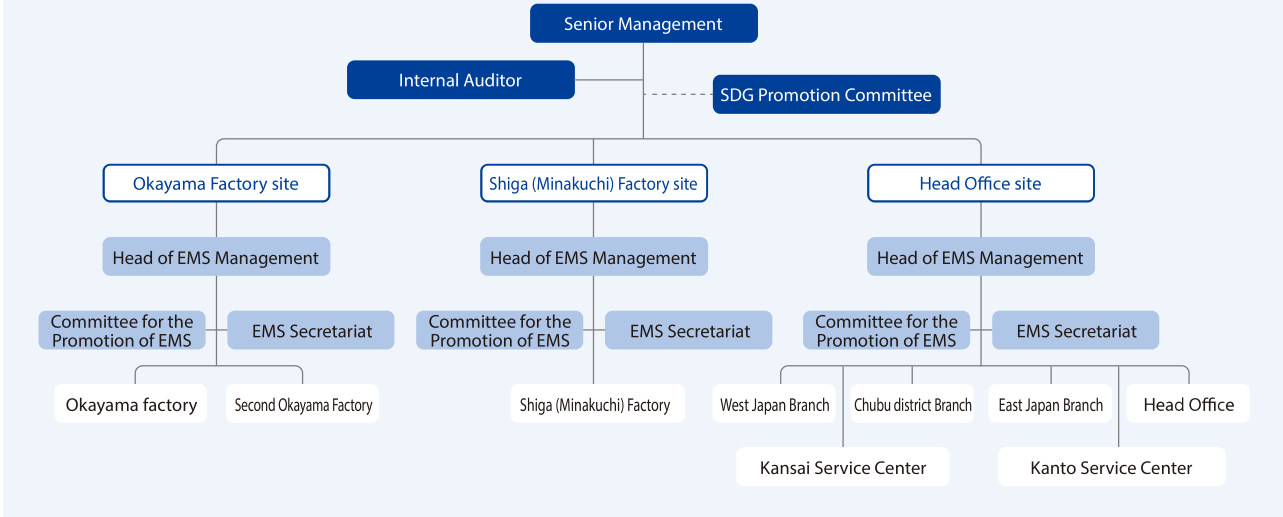 Senior Management
Internal Auditor
SDG Promotion Committee
Okayama Factory site
Shiga (Minakuchi) Factory site
Head Office site
Head of EMS Management
Head of EMS Management
Head of EMS Management
Committee for the
Promotion of EMS
EMS Secretariat
Committee for the
Promotion of EMS
EMS Secretariat
Committee for the
Promotion of EMS
EMS Secretariat
Okayama factory
Second Okayama Factory
Shiga (Minakuchi) Factory
West Japan Branch
Chubu district Branch
East Japan Branch
Head Office
Kansai Service Center
Kanto Service Center